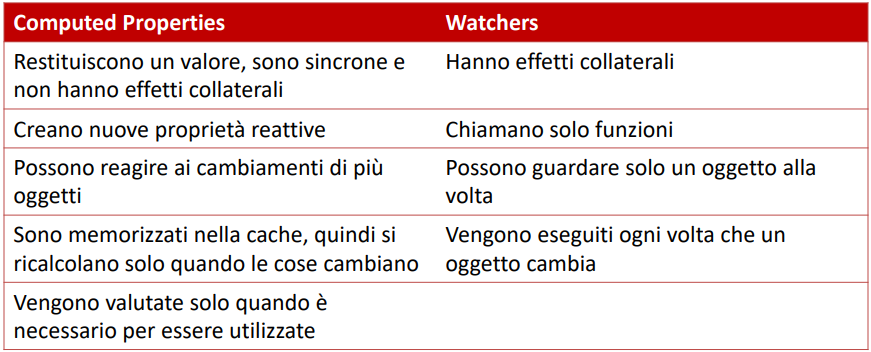 Computed Properties
Watchers
Restituiscono un valore, sono sincrone e
non hanno effetti collaterali
Hanno effetti collaterali
Creano nuove proprietà reattive
Chiamano solo funzioni
Possono reagire ai cambiamenti di più
oggetti
Possono guardare solo un oggetto alla
volta
Sono memorizzati nella cache, quindi si
ricalcolano solo quando le cose cambiano
Vengono eseguiti ogni volta che un
oggetto cambia
Vengono valutate solo quando è
necessario per essere utilizzate